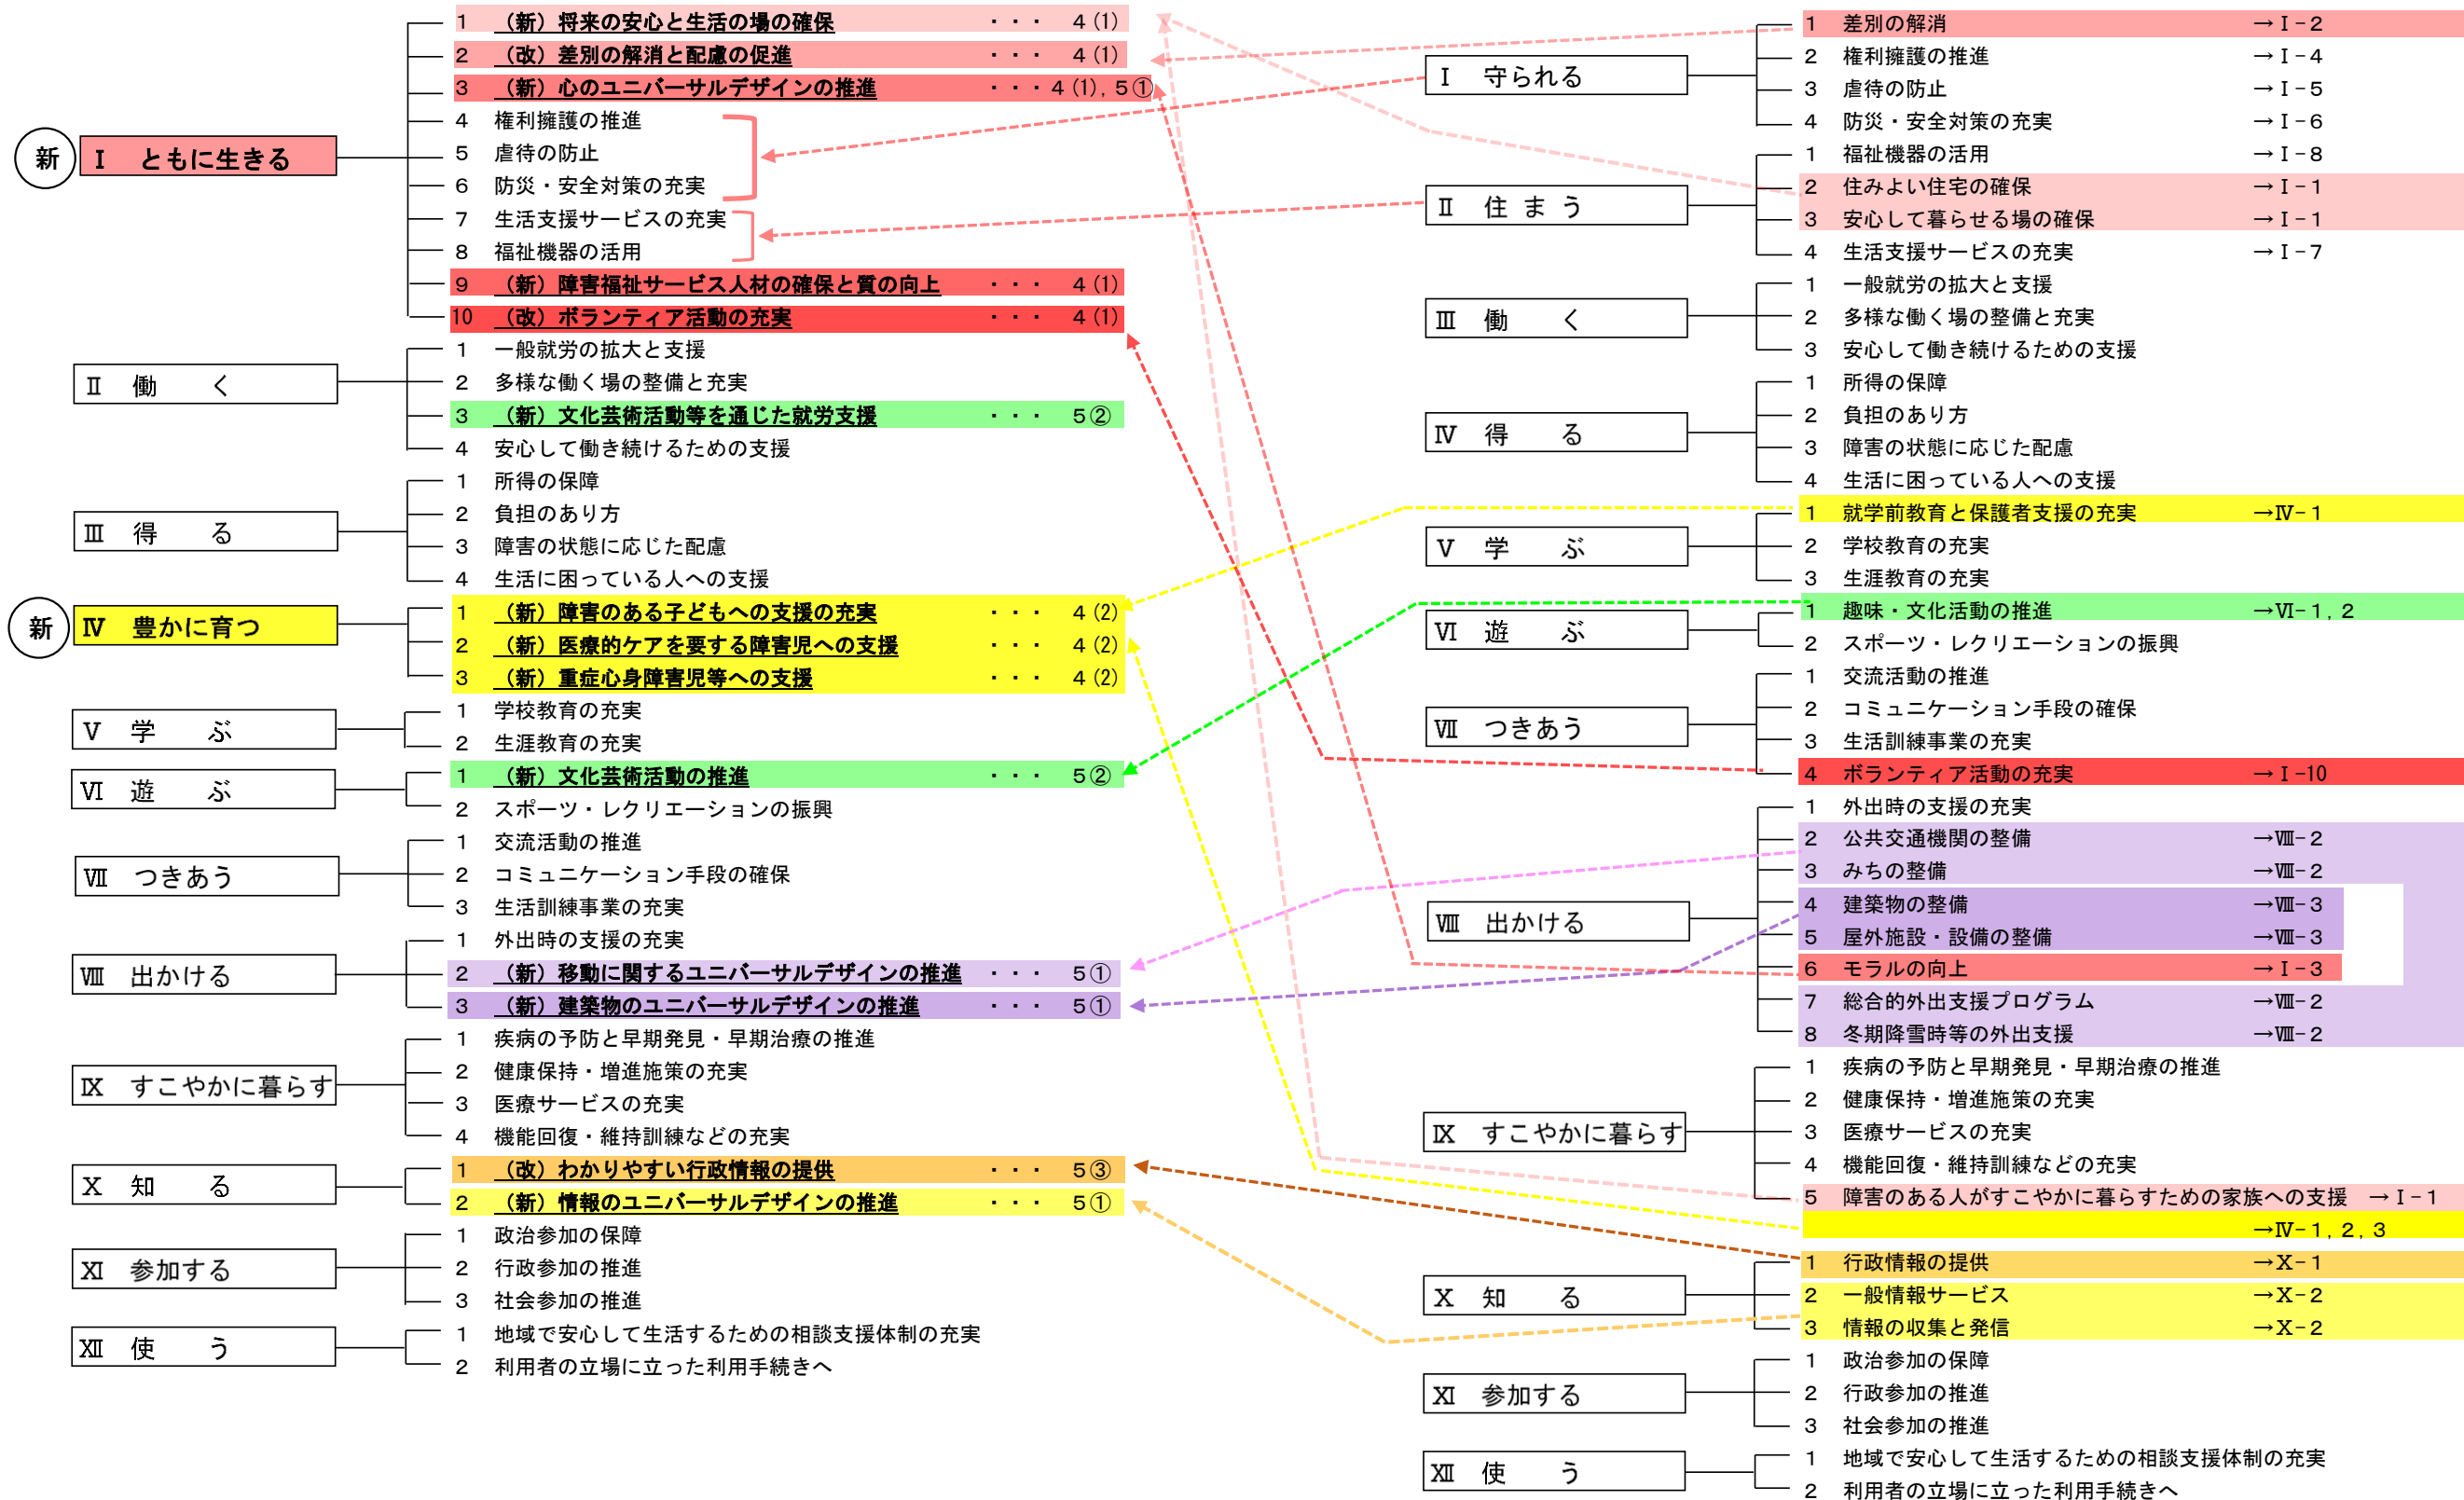 新
Ⅰ ともに生きる
1 （新）将来の安心と生活の場の確保 ・・・ 4(1)
2 （改）差別の解消と配慮の促進 ・・・ 4(1)
3 （新）心のユニバーサルデザインの推進 ・・・4(1),5①
4 権利擁護の推進
5 虐待の防止
6 防災・安全対策の充実
7 生活支援サービスの充実
8 福祉機器の活用
9 （新）障害福祉サービス人材の確保と質の向上 ・・・ 4(1)
10 （改）ボランティア活動の充実 ・・・ 4(1)
Ⅱ 働 く
1 一般就労の拡大と支援
2 多様な働く場の整備と充実
3 （新）文化芸術活動等を通じた就労支援 ・・・ 5②
4 安心して働き続けるための支援
Ⅲ 得 る
1 所得の保障
2 負担のあり方
3 障害の状態に応じた配慮
4 生活に困っている人への支援
新
Ⅳ 豊かに育つ
1 （新）障害のある子どもへの支援の充実 ・・・ 4(2)
2 （新）医療的ケアを要する障害児への支援 ・・・ 4(2)
3 （新）重症心身障害児等への支援 ・・・ 4(2)
Ⅴ 学 ぶ
1 学校教育の充実
2 生涯教育の充実
Ⅵ 遊 ぶ
1 （新）文化芸術活動の推進 ・・・ 5②
2 スポーツ・レクリエーションの振興
Ⅶ つきあう
1 交流活動の推進
2 コミュニケーション手段の確保
3 生活訓練事業の充実
Ⅷ 出かける
1 外出時の支援の充実
2 （新）移動に関するユニバーサルデザインの推進 ・・・ 5①
3 （新）建築物のユニバーサルデザインの推進 ・・・ 5①
Ⅸ すこやかに暮らす
1 疾病の予防と早期発見・早期治療の推進
2 健康保持・増進施策の充実
3 医療サービスの充実
4 機能回復・維持訓練などの充実
Ⅹ 知 る
1 （改）わかりやすい行政情報の提供 ・・・ 5③
2 （新）情報のユニバーサルデザインの推進 ・・・ 5①
Ⅺ 参加する
1 政治参加の保障
2 行政参加の推進
3 社会参加の推進
Ⅻ 使 う
1 地域で安心して生活するための相談支援体制の充実
2 利用者の立場に立った利用手続きへ
Ⅰ 守られる
1 差別の解消 →Ⅰ-2
2 権利擁護の推進 →Ⅰ-4
3 虐待の防止 →Ⅰ-5
4 防災・安全対策の充実 →Ⅰ-6
Ⅱ 住 ま う
1 福祉機器の活用 →Ⅰ-8
2 住みよい住宅の確保 →Ⅰ-1
3 安心して暮らせる場の確保 →Ⅰ-1
4 生活支援サービスの充実 →Ⅰ-7
Ⅲ 働 く
1 一般就労の拡大と支援
2 多様な働く場の整備と充実
3 安心して働き続けるための支援
Ⅳ 得 る
1 所得の保障
2 負担のあり方
3 障害の状態に応じた配慮
4 生活に困っている人への支援
Ⅴ 学 ぶ
1 就学前教育と保護者支援の充実 →Ⅳ-1
2 学校教育の充実
3 生涯教育の充実
Ⅵ 遊 ぶ
1 趣味・文化活動の推進 →Ⅵ-1,2
2 スポーツ・レクリエーションの振興
Ⅶ つきあう
1 交流活動の推進
2 コミュニケーション手段の確保
3 生活訓練事業の充実
4 ボランティア活動の充実 →Ⅰ-10
Ⅷ 出かける
1 外出時の支援の充実
2 公共交通機関の整備 →Ⅷ-2
3 みちの整備 →Ⅷ-2
4 建築物の整備 →Ⅷ-3
5 屋外施設・設備の整備 →Ⅷ-3
6 モラルの向上 →Ⅰ-3
7 総合的外出支援プログラム →Ⅷ-2
8 冬期降雪時等の外出支援 →Ⅷ-2
Ⅸ すこやかに暮らす
1 疾病の予防と早期発見・早期治療の推進
2 健康保持・増進施策の充実
3 医療サービスの充実
4 機能回復・維持訓練などの充実
5 障害のある人がすこやかに暮らすための家族への支援 →Ⅰ-1
→Ⅳ-1,2,3
Ⅹ 知 る
1 行政情報の提供 →Ⅹ-1
2 一般情報サービス →Ⅹ-2
3 情報の収集と発信 →Ⅹ-2
Ⅺ 参加する
1 政治参加の保障
2 行政参加の推進
3 社会参加の推進
Ⅻ 使 う
1 地域で安心して生活するための相談支援体制の充実
2 利用者の立場に立った利用手続きへ